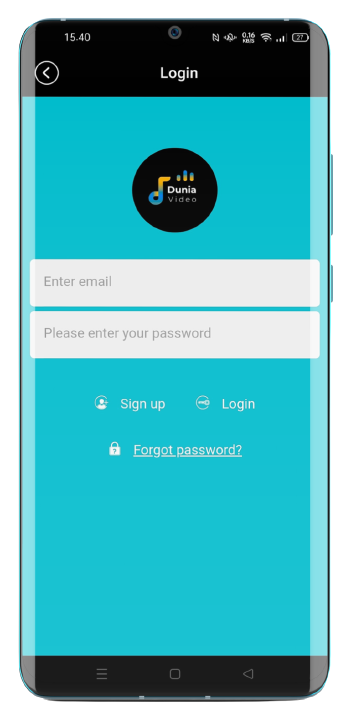 15.40
0.16
KB/S
27
Login
Dunia
Video
Enter email
Please enter your password
Sign up
Login
Forgot password?